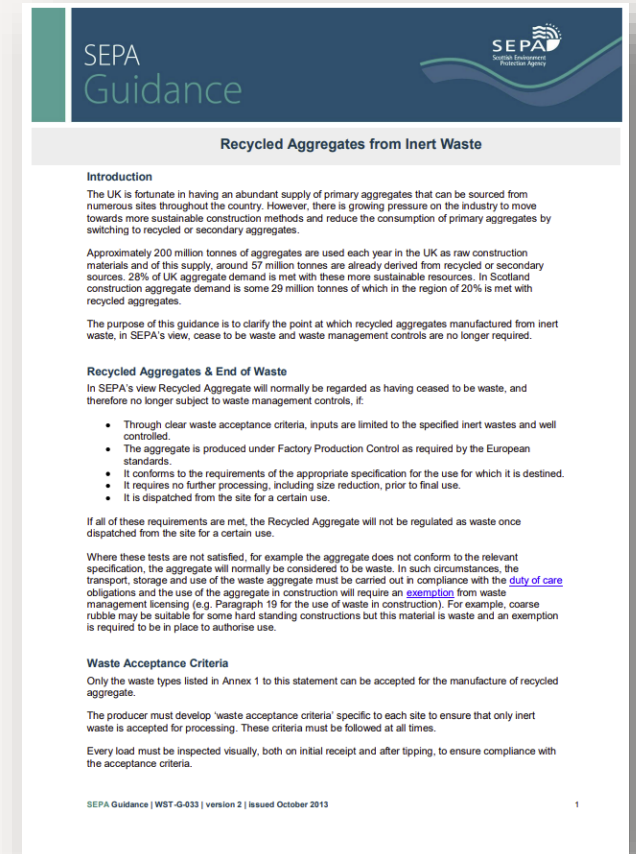 SEPA
Guidance
SEPA
Scottish Environment
Protection Agency
Recycled Aggregates from Inert Waste
Introduction
The UK is fortunate in having an abundant supply of primary aggregates that can be sourced from
numerous sites throughout the country. However, there is growing pressure on the industry to move
towards more sustainable construction methods and reduce the consumption of primary aggregates by
switching to recycled or secondary aggregates.
Approximately 200 million tonnes of aggregates are used each year in the UK as raw construction
materials and of this supply, around 57 million tonnes are already derived from recycled or secondary
sources. 28% of UK aggregate demand is met with these more sustainable resources. In Scotland
construction aggregate demand is some 29 million tonnes of which in the region of 20% is met with
recycled aggregates.
The purpose of this guidance is to clarify the point at which recycled aggregates manufactured from inert
waste, in SEPA's view, cease to be waste and waste management controls are no longer required.
Recycled Aggregates & End of Waste
In SEPA's view Recycled Aggregate will normally be regarded as having ceased to be waste, and
therefore no longer subject to waste management controls, if:
• Through clear waste acceptance criteria, inputs are limited to the specified inert wastes and well
controlled.
• The aggregate is produced under Factory Production Control as required by the European
standards.
• It conforms to the requirements of the appropriate specification for the use for which it is destined.
• It requires no further processing, including size reduction, prior to final use.
• It is dispatched from the site for a certain use.
If all of these requirements are met, the Recycled Aggregate will not be regulated as waste once
dispatched from the site for a certain use.
Where these tests are not satisfied, for example the aggregate does not conform to the relevant
specification, the aggregate will normally be considered to be waste. In such circumstances, the
transport, storage and use of the waste aggregate must be carried out in compliance with the duty of care
obligations and the use of the aggregate in construction will require an exemption from waste
management licensing (e.g. Paragraph 19 for the use of waste in construction). For example, coarse
rubble may be suitable for some hard standing constructions but this material is waste and an exemption
is required to be in place to authorise use.
Waste Acceptance Criteria
Only the waste types listed in Annex 1 to this statement can be accepted for the manufacture of recycled
aggregate.
The producer must develop 'waste acceptance criteria' specific to each site to ensure that only inert
waste is accepted for processing. These criteria must be followed at all times.
Every load must be inspected visually, both on initial receipt and after tipping, to ensure compliance with
the acceptance criteria.
SEPA Guidance | WST-G-033 | version 2 | issued October 2013 1